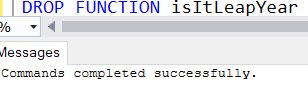 DROP FUNCTION isItLeapYear
%
Messages
Commands completed successfully.